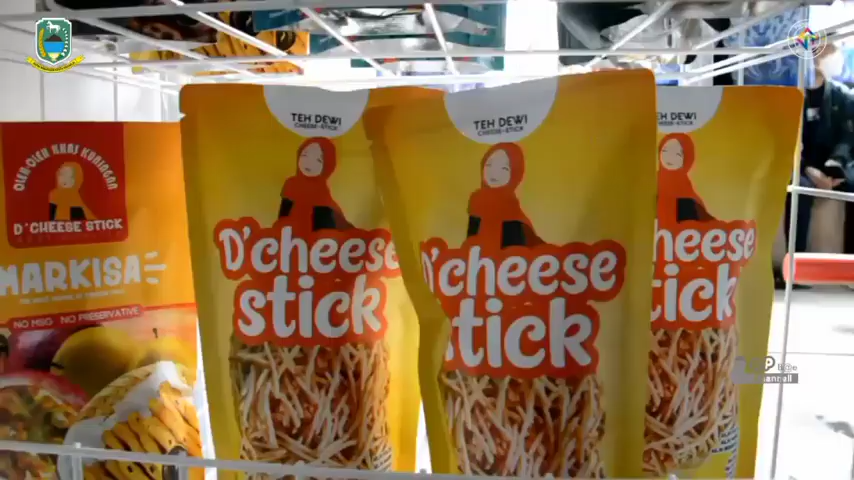 OLEH-OLEH KHAS KUNINGAN
D'CHEESE STICK
MARKISA
NO MSG NO PRESERVATIVE
TEH DEWI
CHEESE-STICK
D'cheese
stick
TEH DEWI
CHEESE-STICK
D'cheese
stick
TEH DEWI
CHEESE-STICK
heese
tick